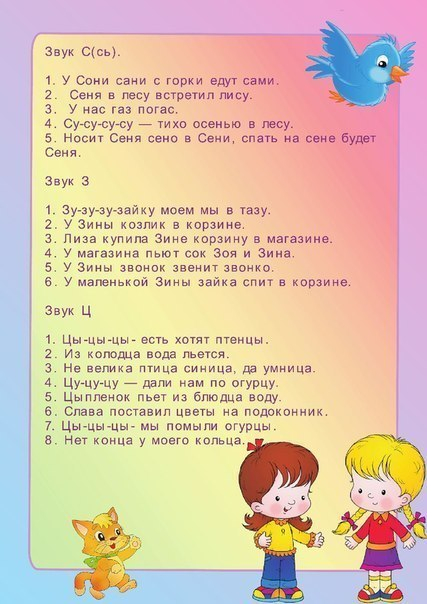 Звук С(сь).
1. У Сони сани с горки едут сами.
2. Сеня в лесу встретил лису.
3. У нас газ погас.
4. Су-су-су-су — тихо осенью в лесу.
5. Носит Сеня сено в Сени, спать на сене будет
Сеня.
Звук З
1. Зу-зу-зу-зайку моем мы в тазу.
2. У Зины козлик в корзине.
3. Лиза купила Зине корзину в магазине.
4. У магазина пьют сок Зоя и Зина.
5. У Зины звонок звенит звонко.
6. У маленькой Зины зайка спит в корзине.
Звук Ц
1. Цы-цы-цы- есть хотят птенцы.
2. Из колодца вода льется.
3. Не велика птица синица, да умница.
4. Цу-цу-цу — дали нам по огурцу.
5. Цыпленок пьет из блюдца воду.
6. Слава поставил цветы на подоконник.
7. Цы-цы-цы- мы помыли огурцы.
8. Нет конца у моего кольца.